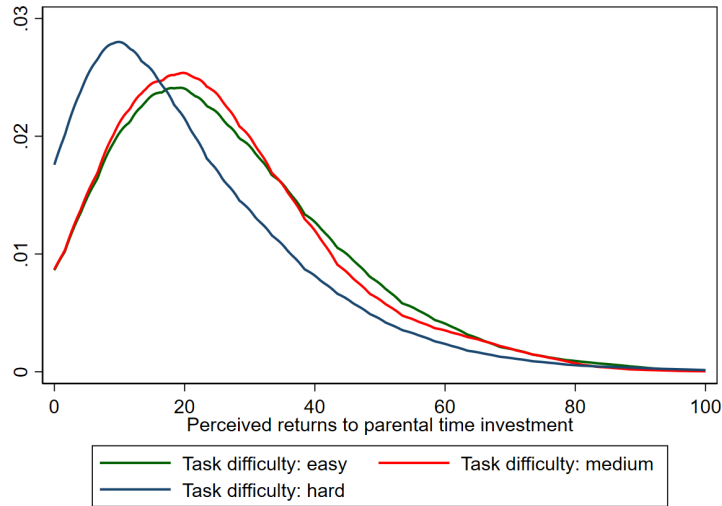 .03
.02
.01
0
0 20 40 60 80 100
Perceived returns to parental time investment
Task difficulty: easy Task difficulty: medium
Task difficulty: hard